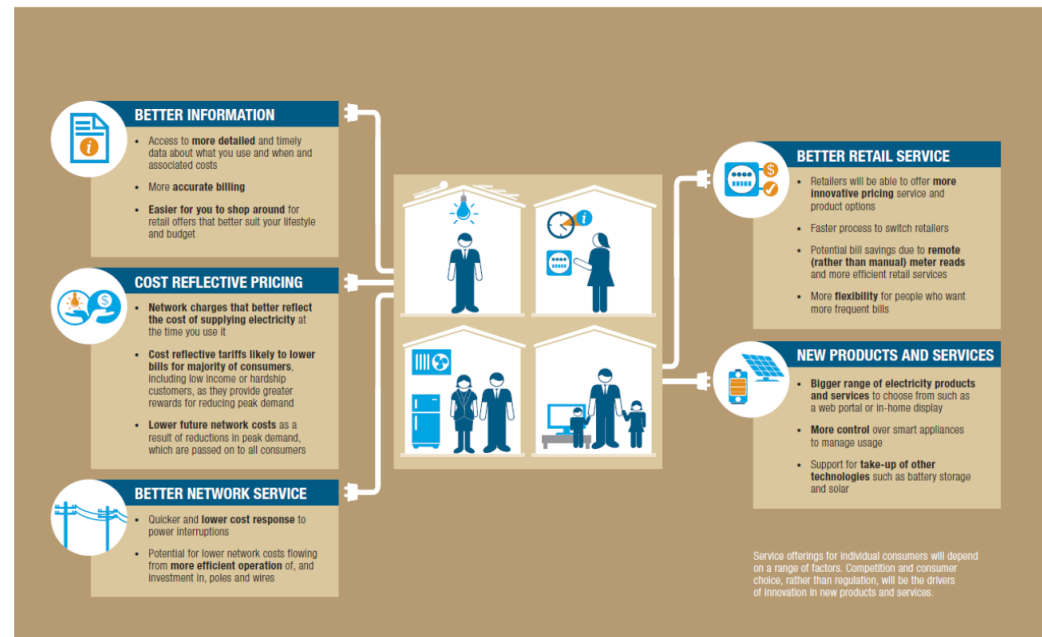 BETTER INFORMATION
• Access to more detailed and timely
data about what you use and when and
associated costs
• More accurate billing
• Easier for you to shop around for
retail offers that better suit your lifestyle
and budget
COST REFLECTIVE PRICING
• Network charges that better reflect
the cost of supplying electricity at
the time you use it
• Cost reflective tariffs likely to lower
bills for majority of consumers,
including low income or hardship
customers, as they provide greater
rewards for reducing peak demand
• Lower future network costs as a
result of reductions in peak demand,
which are passed on to all consumers
BETTER NETWORK SERVICE
• Quicker and lower cost response to
power interruptions
• Potential for lower network costs flowing
from more efficient operation of, and
investment in, poles and wires
BETTER RETAIL SERVICE
• Retailers will be able to offer more
innovative pricing service and
product options
• Faster process to switch retailers
• Potential bill savings due to remote
(rather than manual) meter reads
and more efficient retail services
• More flexibility for people who want
more frequent bills
NEW PRODUCTS AND SERVICES
• Bigger range of electricity products
and services to choose from such as
a web portal or in-home display
• More control over smart appliances
to manage usage
• Support for take-up of other
technologies such as battery storage
and solar
Service offerings for individual consumers will depend
on a range of factors. Competition and consumer
choice, rather than regulation, will be the drivers
of innovation in new products and services.